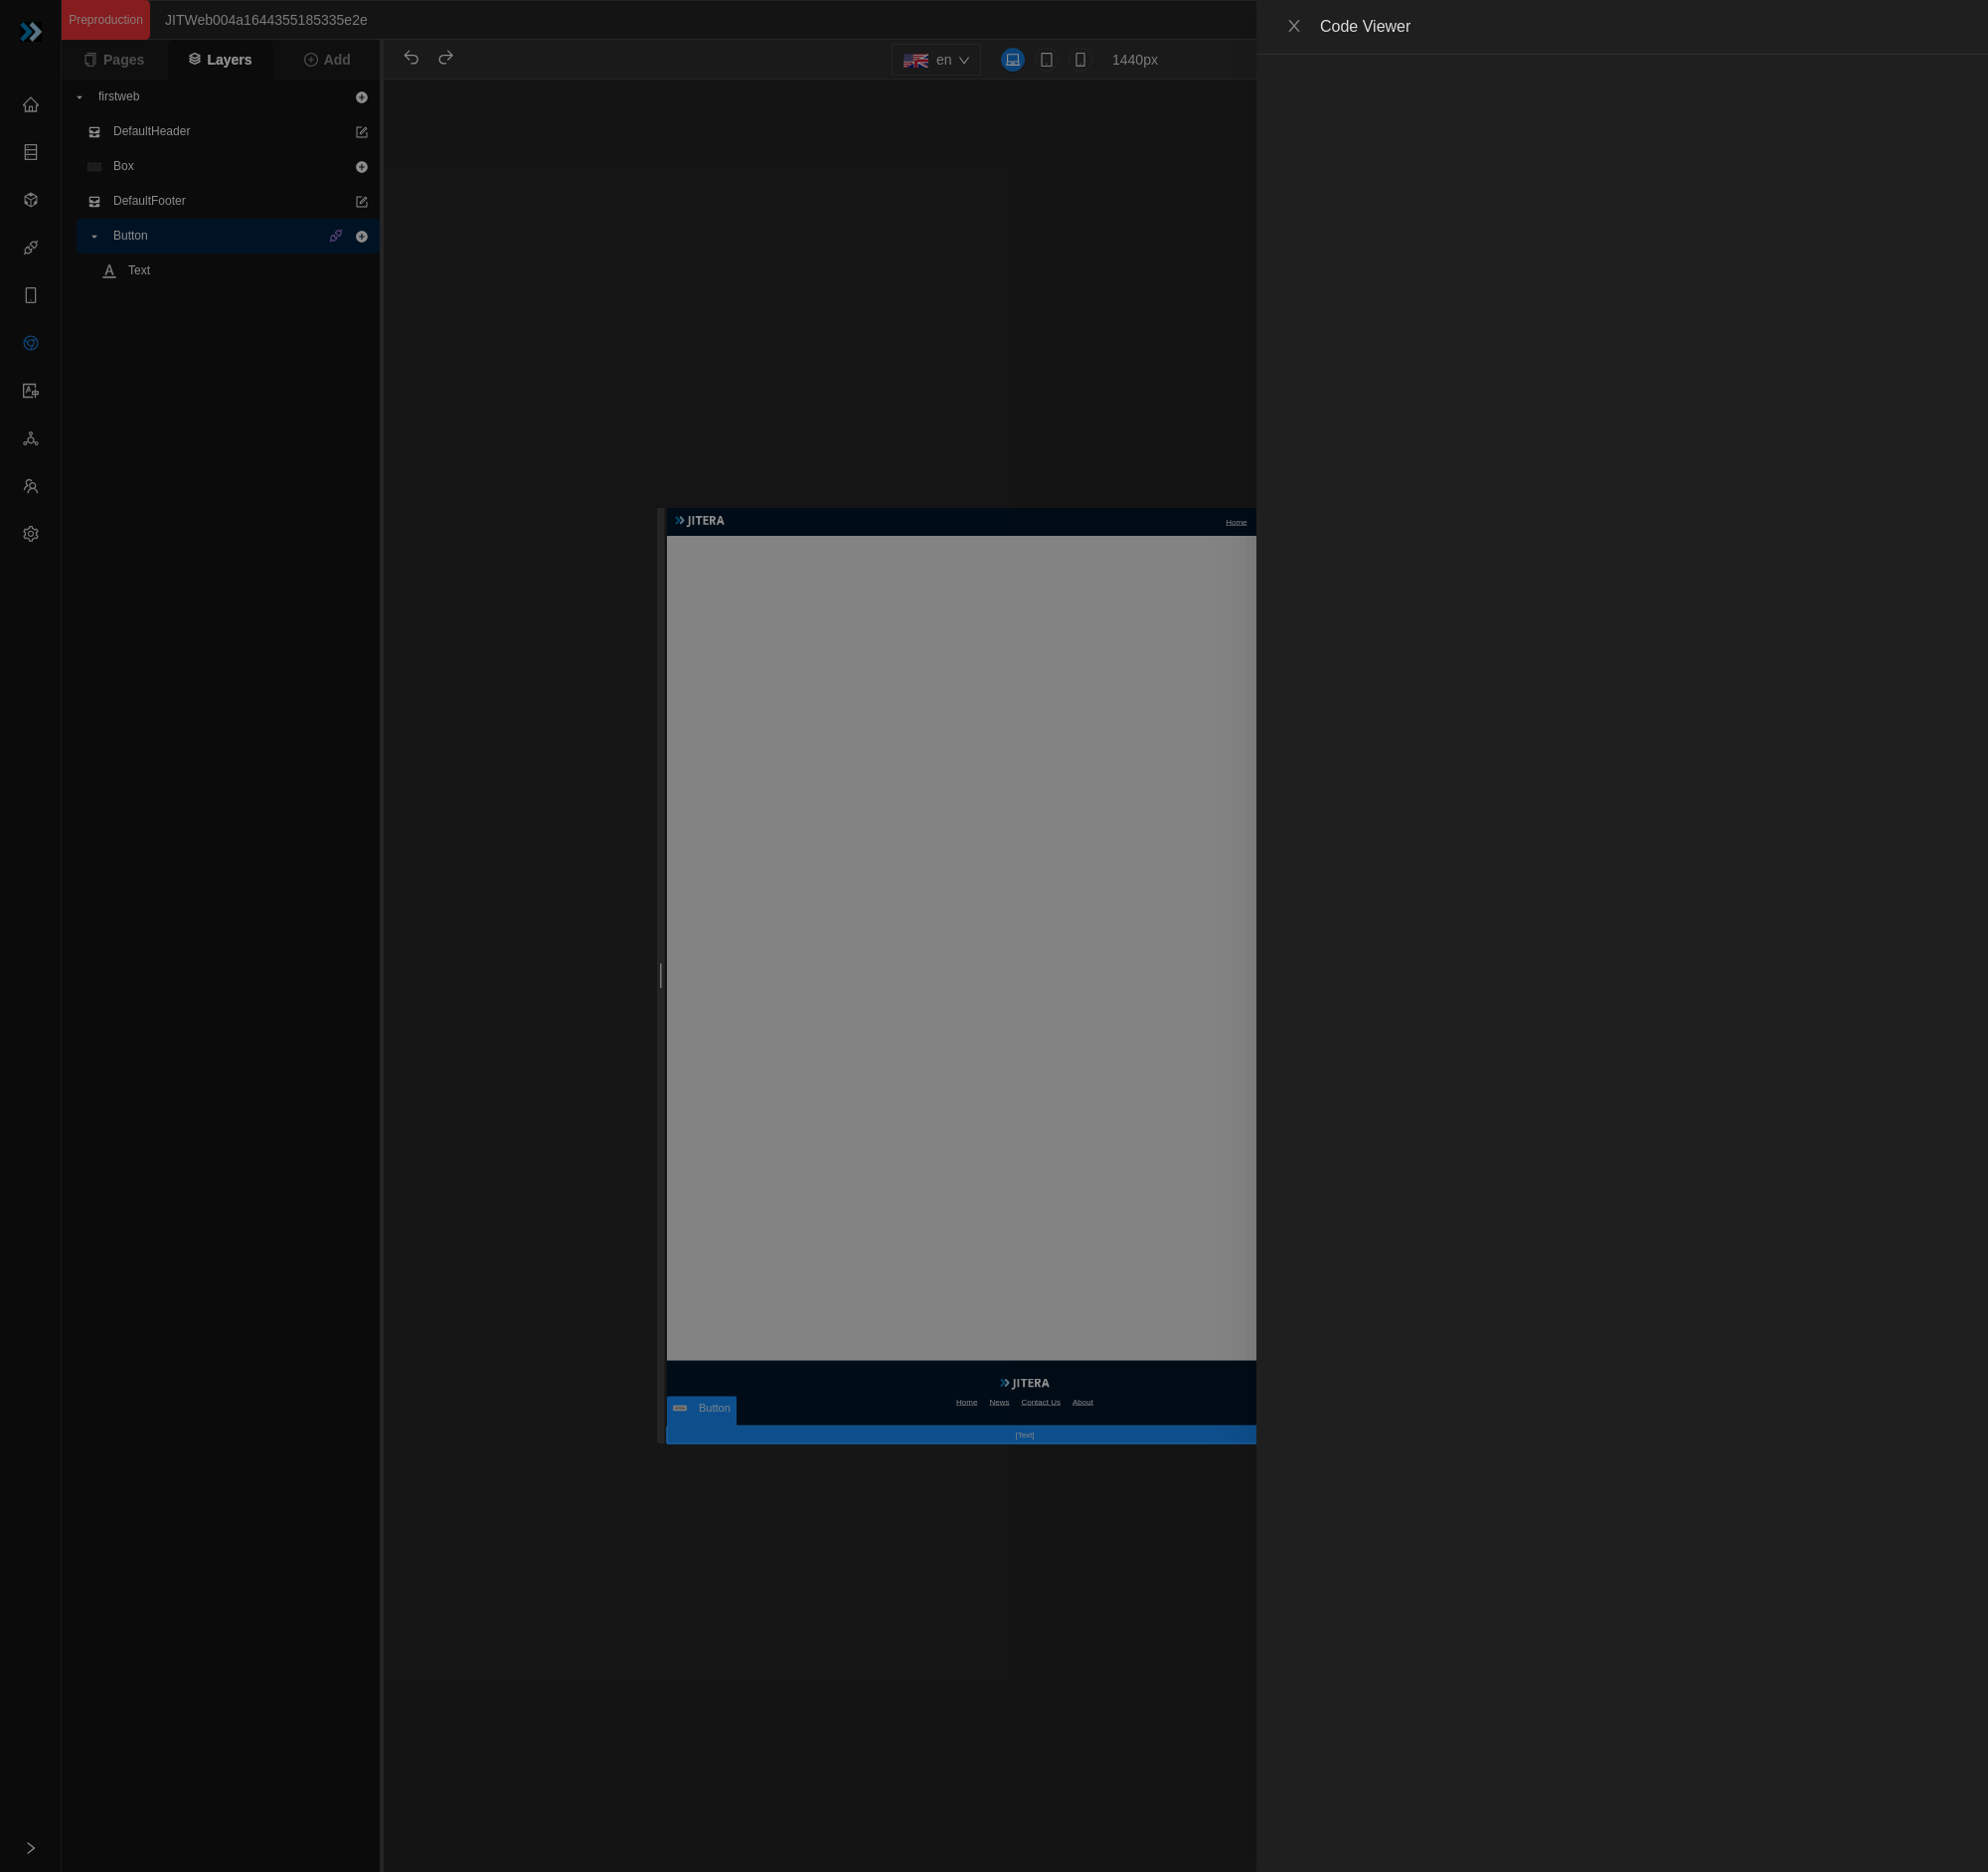 Preproduction JITWeb004a1644355185335e2e
Code Viewer
Pages Layers Add
en 1440px
firstweb
DefaultHeader
Box
DefaultFooter
Button
Text
JITERA Home
JITERA
Home News Contact Us About
Button
[Text]